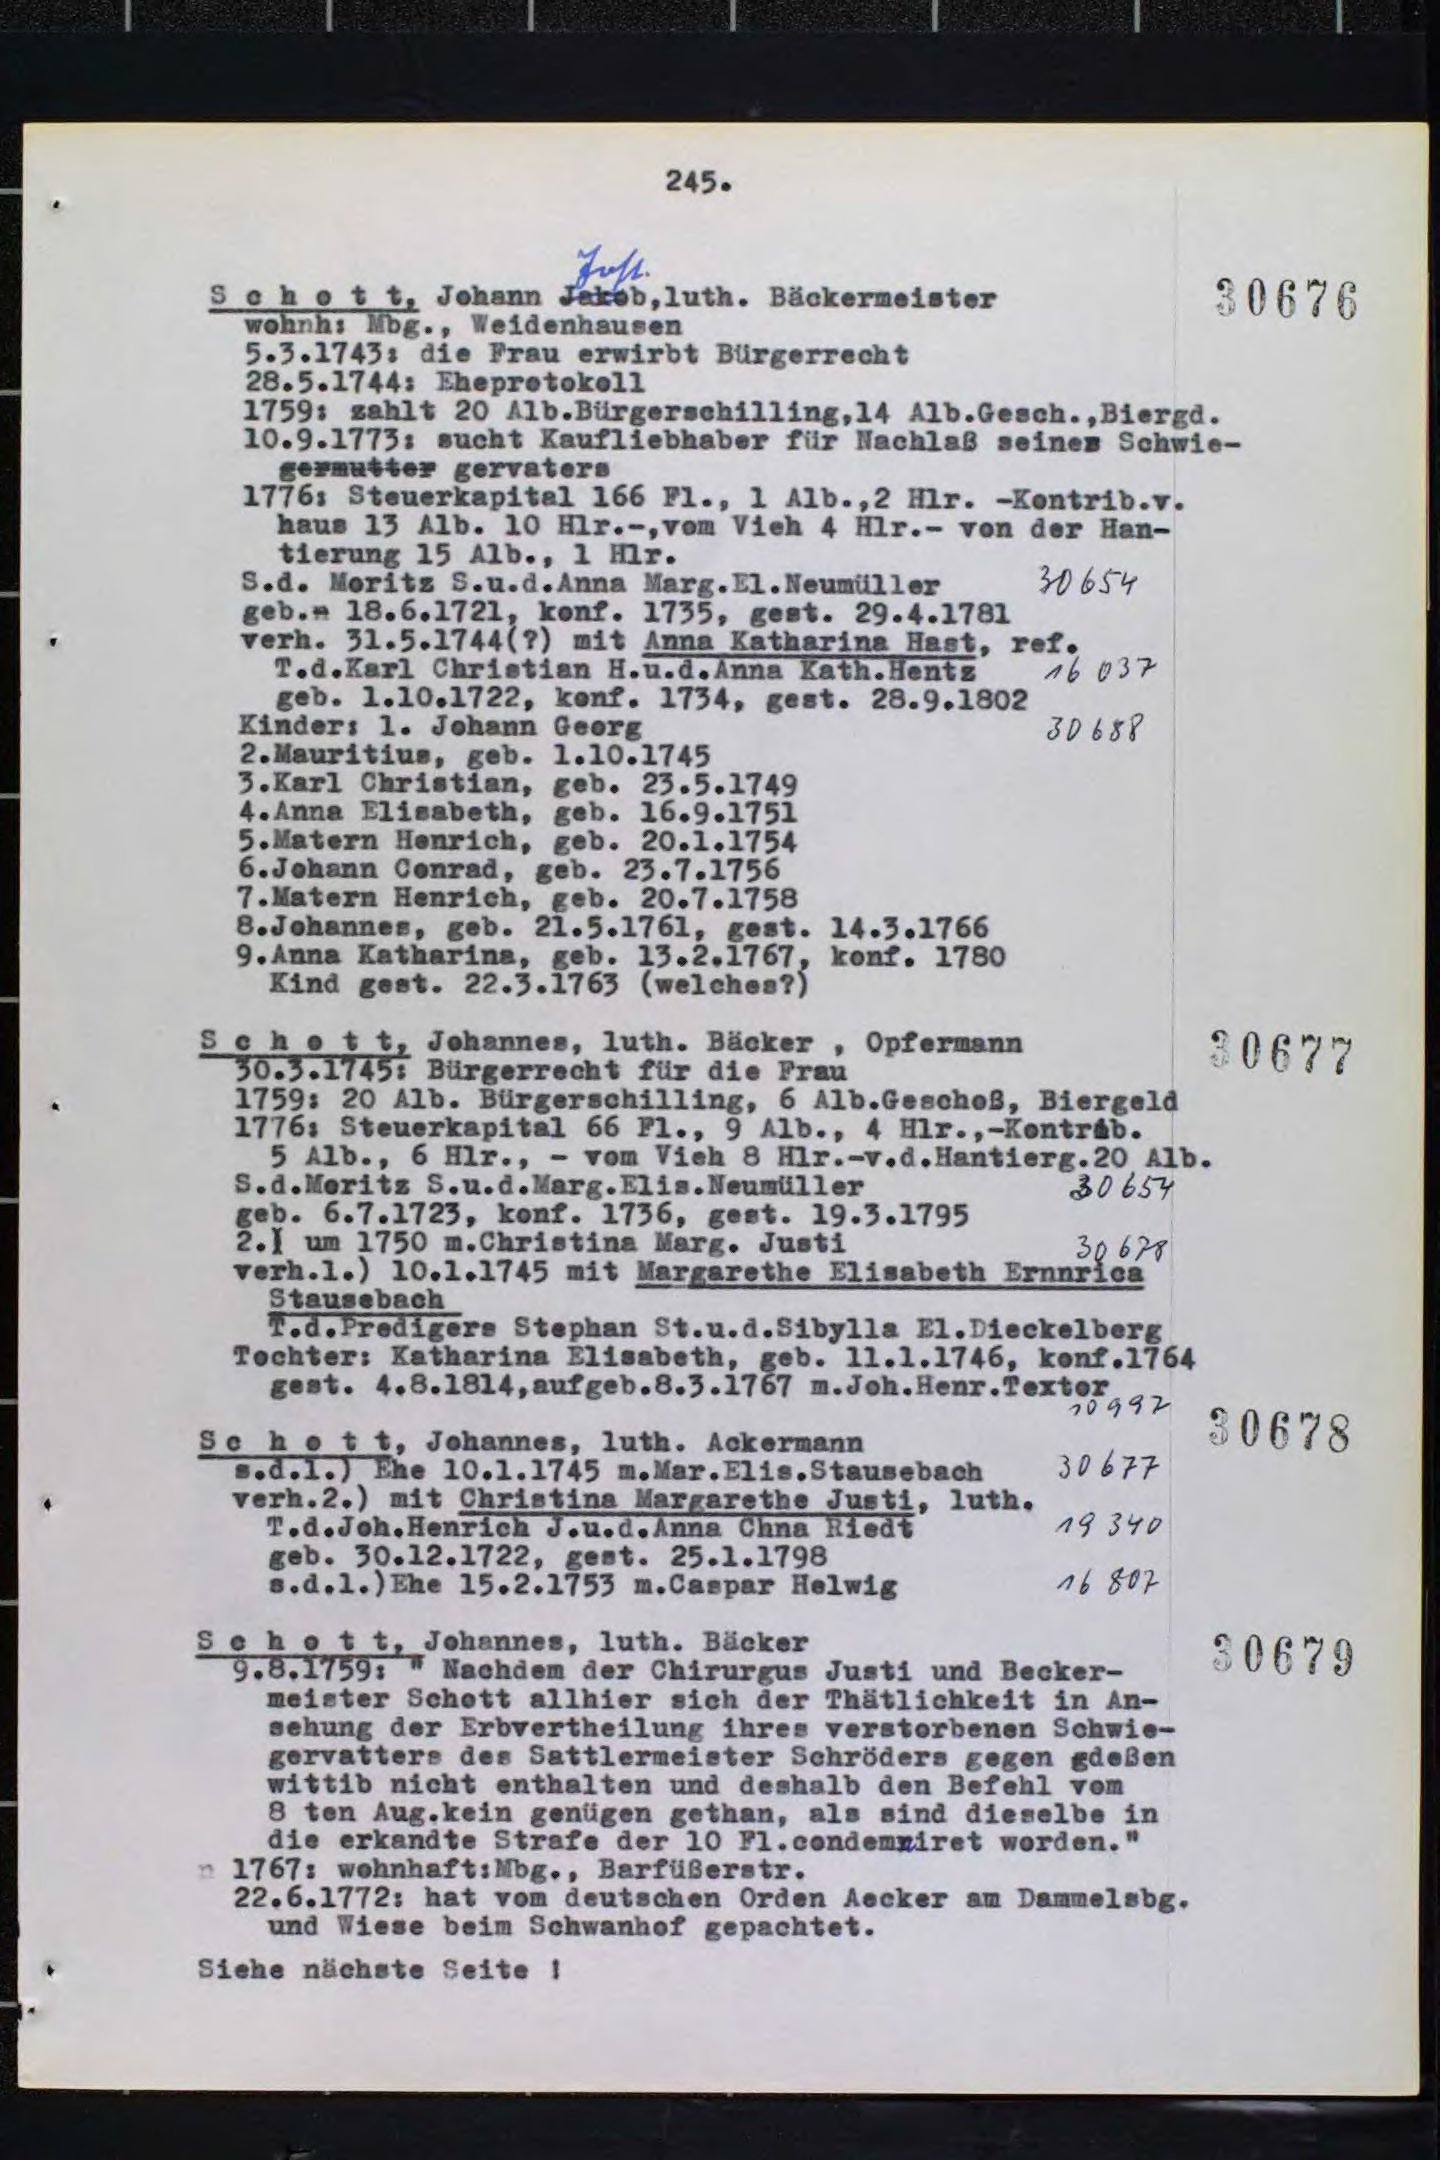 245.
Jost.
S c h o t t, Johann Jakob,luth. Bäckermeister 30676
wohnh: Mbg., Weidenhausen
5.3.1743: die Frau erwirbt Bürgerrecht
28.5.1744: Eheprotokoll
1759: zahlt 20 Alb.Bürgerschilling,14 Alb.Gesch.,Biergd.
10.9.1773: sucht Kaufliebhaber für Nachlaß seines Schwie-
germutter gervaters
1776: Steuerkapital 166 Fl., 1 Alb.,2 Hlr. -Kontrib.v.
haus 13 Alb. 10 Hlr.-,vom Vieh 4 Hlr.- von der Han-
tierung 15 Alb., 1 Hlr.
S.d. Moritz S.u.d.Anna Marg.El.Neumüller 30654
geb. 18.6.1721, konf. 1735, gest. 29.4.1781
verh. 31.5.1744(?) mit Anna Katharina Hast, ref.
T.d.Karl Christian H.u.d.Anna Kath.Hentz 16 037
geb. 1.10.1722, konf. 1734, gest. 28.9.1802
Kinder: 1. Johann Georg 30688
2.Mauritius, geb. 1.10.1745
3.Karl Christian, geb. 23.5.1749
4.Anna Elisabeth, geb. 16.9.1751
5.Matern Henrich, geb. 20.1.1754
6.Johann Conrad, geb. 23.7.1756
7.Matern Henrich, geb. 20.7.1758
8.Johannes, geb. 21.5.1761, gest. 14.3.1766
9.Anna Katharina, geb. 13.2.1767, konf. 1780
Kind gest. 22.3.1763 (welches?)
S c h o t t, Johannes, luth. Bäcker , Opfermann 30677
30.3.1745: Bürgerrecht für die Frau
1759: 20 Alb. Bürgerschilling, 6 Alb.Geschoß, Biergeld
1776: Steuerkapital 66 Fl., 9 Alb., 4 Hlr.,-Kontrib.
5 Alb., 6 Hlr., - vom Vieh 8 Hlr.-v.d.Hantierg.20 Alb.
S.d.Moritz S.u.d.Marg.Elis.Neumüller 30654
geb. 6.7.1723, konf. 1736, gest. 19.3.1795
2.I um 1750 m.Christina Marg. Justi 30678
verh.1.) 10.1.1745 mit Margarethe Elisabeth Ernnrica
Stausebach
T.d.Predigers Stephan St.u.d.Sibylla El.Dieckelberg
Tochter: Katharina Elisabeth, geb. 11.1.1746, konf.1764
gest. 4.8.1814,aufgeb.8.3.1767 m.Joh.Henr.Textor
10992
S c h o t t, Johannes, luth. Ackermann 30678
s.d.1.) Ehe 10.1.1745 m.Mar.Elis.Stausebach 30677
verh.2.) mit Christina Margarethe Justi, luth.
T.d.Joh.Henrich J.u.d.Anna Chna Riedt 19 340
geb. 30.12.1722, gest. 25.1.1798
s.d.1.)Ehe 15.2.1753 m.Caspar Helwig 16 807
S c h o t t, Johannes, luth. Bäcker 30679
9.8.1759: " Nachdem der Chirurgus Justi und Becker-
meister Schott allhier sich der Thätlichkeit in An-
sehung der Erbvertheilung ihres verstorbenen Schwie-
gervatters des Sattlermeister Schröders gegen gdeßen
wittib nicht enthalten und deshalb den Befehl vom
8 ten Aug.kein genügen gethan, als sind dieselbe in
die erkandte Strafe der 10 Fl.condemniret worden."
n 1767: wohnhaft:Mbg., Barfüßerstr.
22.6.1772: hat vom deutschen Orden Aecker am Dammelsbg.
und Wiese beim Schwanhof gepachtet.
Siehe nächste Seite !